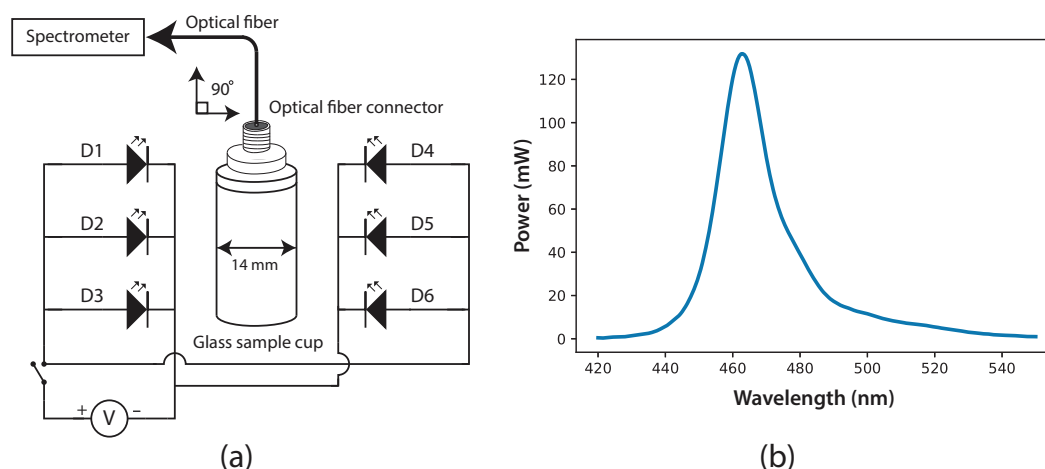 Optical fiber
Spectrometer
90°
Optical fiber connector
D1
D4
D2
D5
14 mm
D3
D6
Glass sample cup
+ V –
(a)
Power (mW)
120
100
80
60
40
20
0
420 440 460 480 500 520 540
Wavelength (nm)
(b)